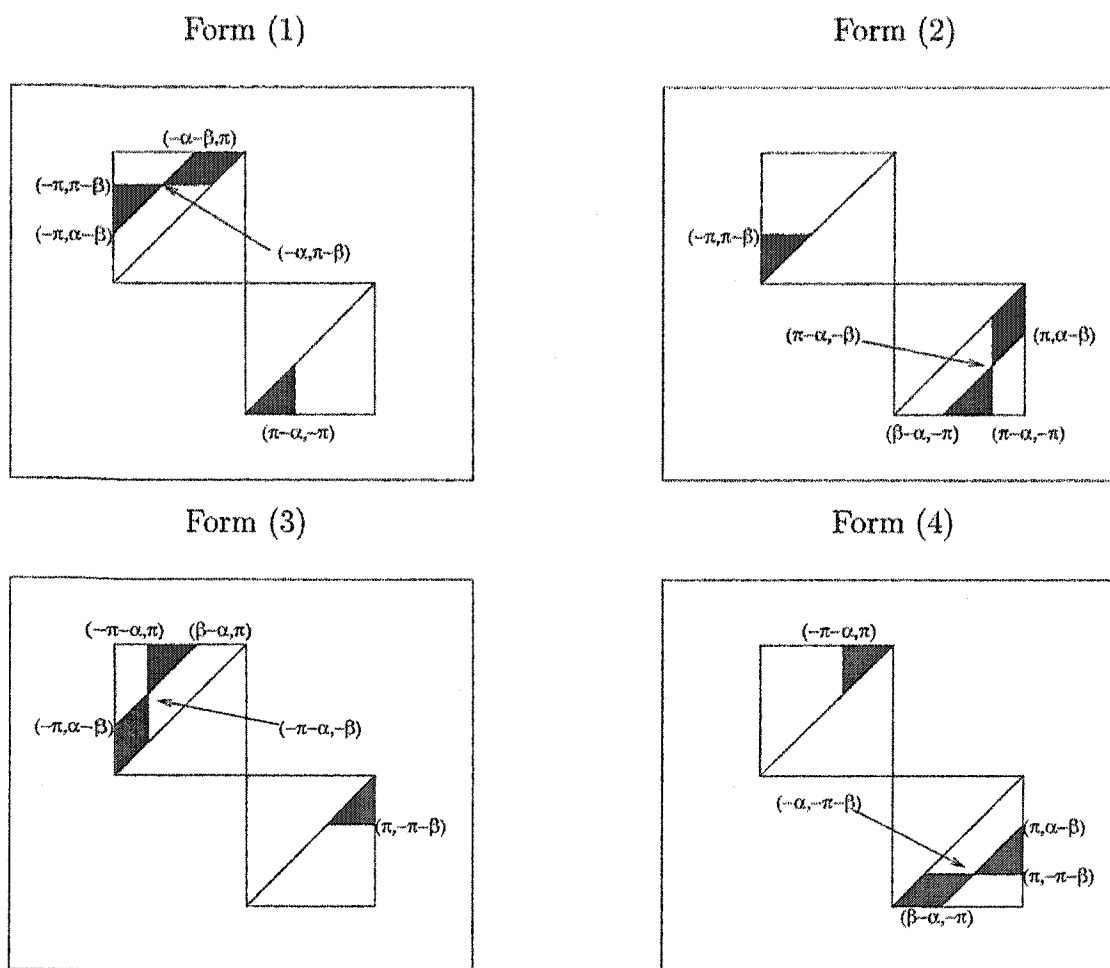 Form (1)
(-α-β,π)
(-π,π-β)
(-π,α-β)
(-α,π-β)
(π-α,-π)
Form (2)
(-π,π-β)
(π-α,-β)
(π,α-β)
(β-α,-π)
(π-α,-π)
Form (3)
(-π-α,π)
(β-α,π)
(-π,α-β)
(-π-α,-β)
(π,-π-β)
Form (4)
(-π-α,π)
(-α,-π-β)
(π,α-β)
(π,-π-β)
(β-α,-π)